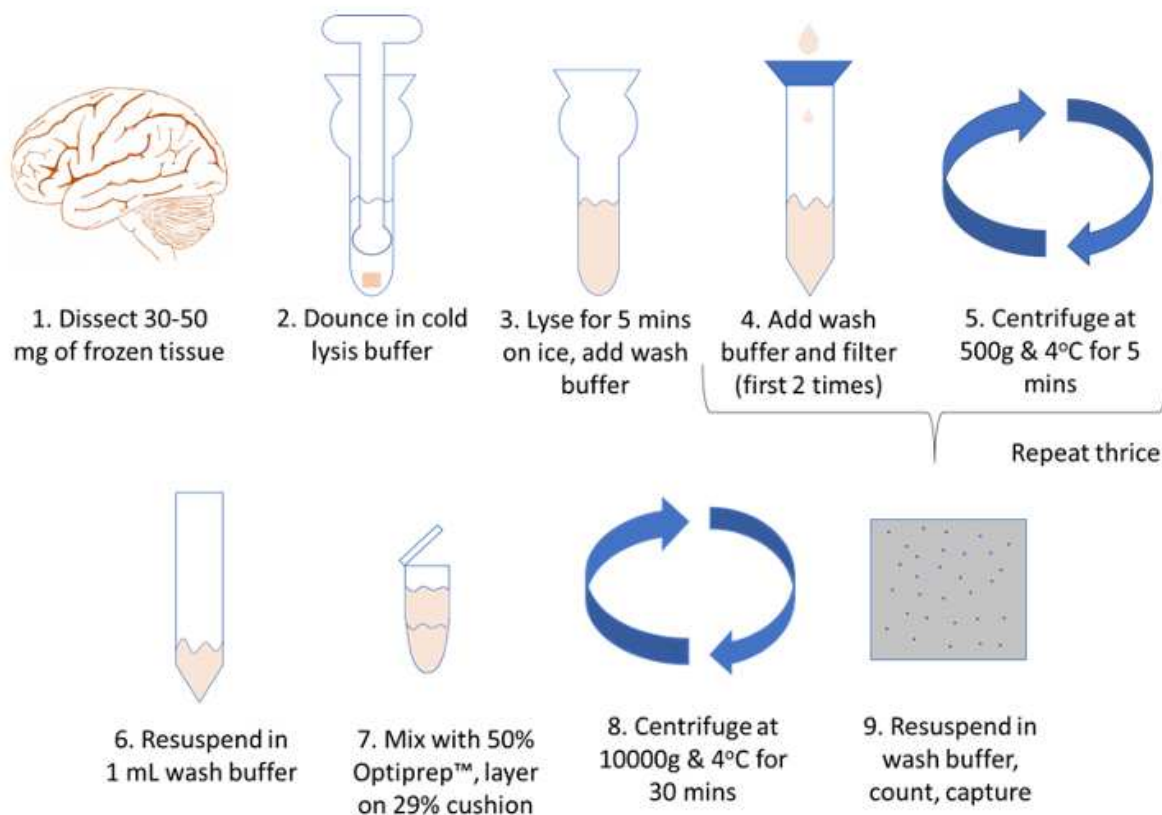 1. Dissect 30-50
mg of frozen tissue
2. Dounce in cold
lysis buffer
3. Lyse for 5 mins
on ice, add wash
buffer
4. Add wash
buffer and filter
(first 2 times)
5. Centrifuge at
500g & 4°C for 5
mins
Repeat thrice
6. Resuspend in
1 mL wash buffer
7. Mix with 50%
Optiprep™, layer
on 29% cushion
8. Centrifuge at
10000g & 4°C for
30 mins
9. Resuspend in
wash buffer,
count, capture